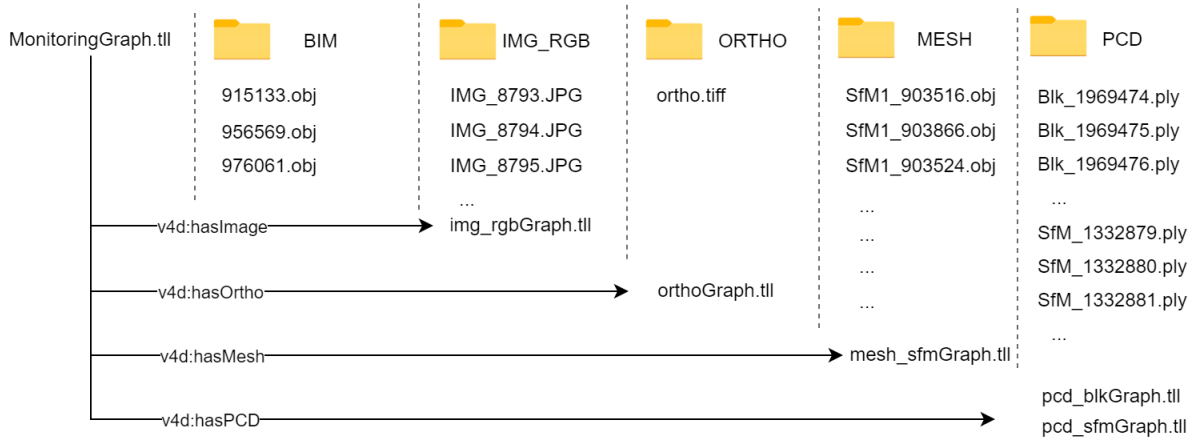 MonitoringGraph.tll
BIM
IMG_RGB
ORTHO
MESH
PCD
915133.obj
956569.obj
976061.obj
IMG_8793.JPG
IMG_8794.JPG
IMG_8795.JPG
...
img_rgbGraph.tll
ortho.tiff
orthoGraph.tll
SfM1_903516.obj
SfM1_903866.obj
SfM1_903524.obj
...
...
...
...
mesh_sfmGraph.tll
Blk_1969474.ply
Blk_1969475.ply
Blk_1969476.ply
...
SfM_1332879.ply
SfM_1332880.ply
SfM_1332881.ply
...
pcd_blkGraph.tll
pcd_sfmGraph.tll
v4d:hasImage
v4d:hasOrtho
v4d:hasMesh
v4d:hasPCD